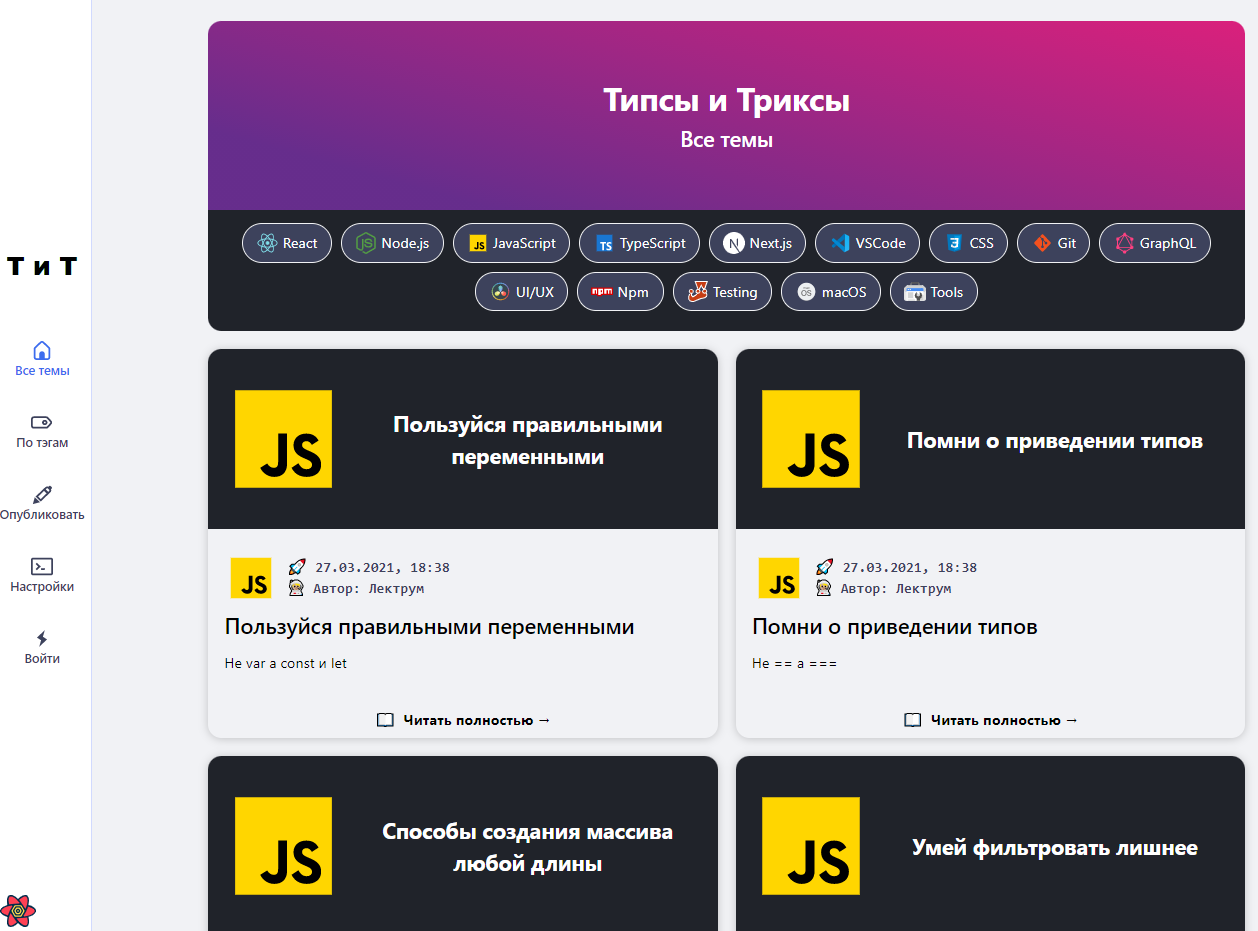 Т и Т
Все темы
По тэгам
Опубликовать
Настройки
Войти
Типсы и Триксы
Все темы
React
JS Node.js
JS JavaScript
TS TypeScript
N Next.js
VSCode
3 CSS
Git
GraphQL
UI/UX
npm Npm
Testing
macOS
Tools
JS
Пользуйся правильными
переменными
JS
27.03.2021, 18:38
Автор: Лектрум
Пользуйся правильными переменными
Не var а const и let
Читать полностью →
JS
Помни о приведении типов
JS
27.03.2021, 18:38
Автор: Лектрум
Помни о приведении типов
Не == а ===
Читать полностью →
JS
Способы создания массива
любой длины
JS
Умей фильтровать лишнее